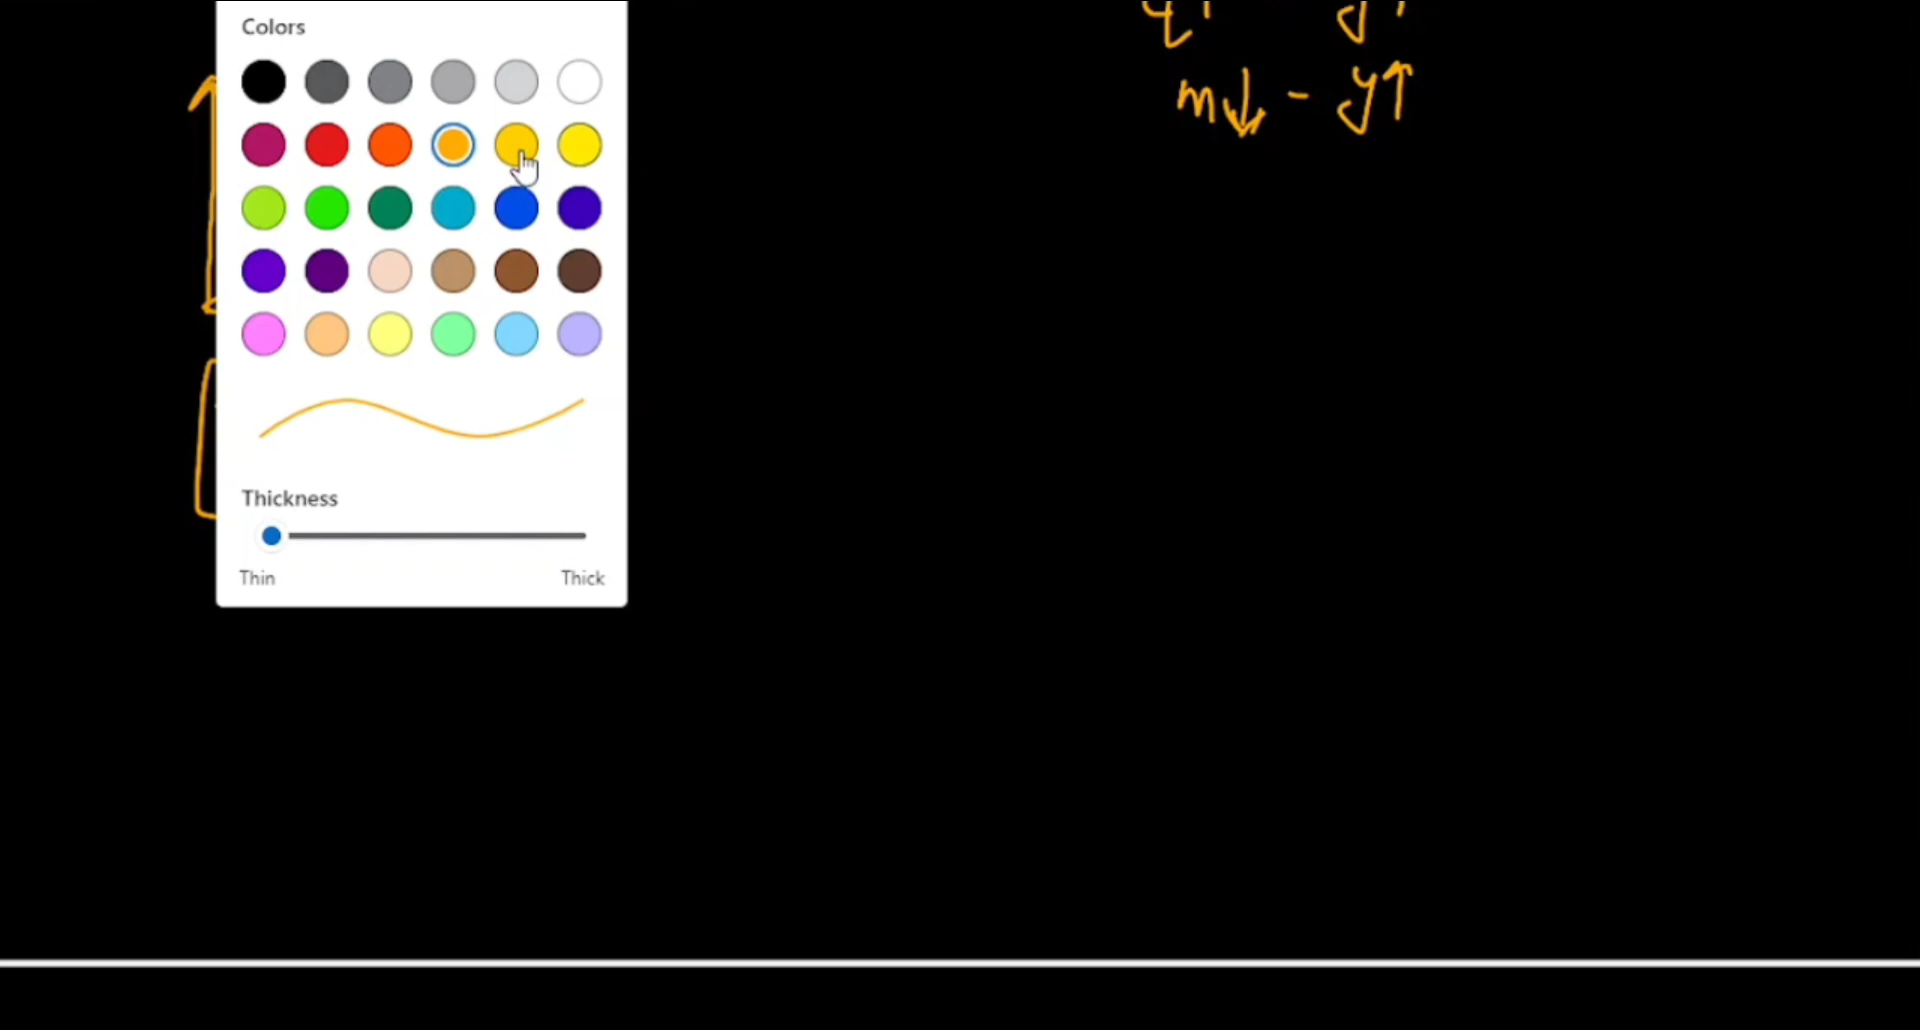 Colors
q↑ y↑
m↓ - y↑
Thickness
Thin Thick